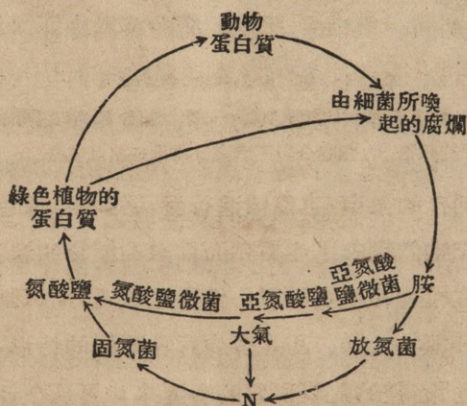 動物
蛋白質
由細菌所喚
起的腐爛
綠色植物的
蛋白質
氮酸鹽
氮酸鹽微菌
亞氮酸鹽
亞氮酸
鹽微菌
胺
大氣
固氮菌
放氮菌
N